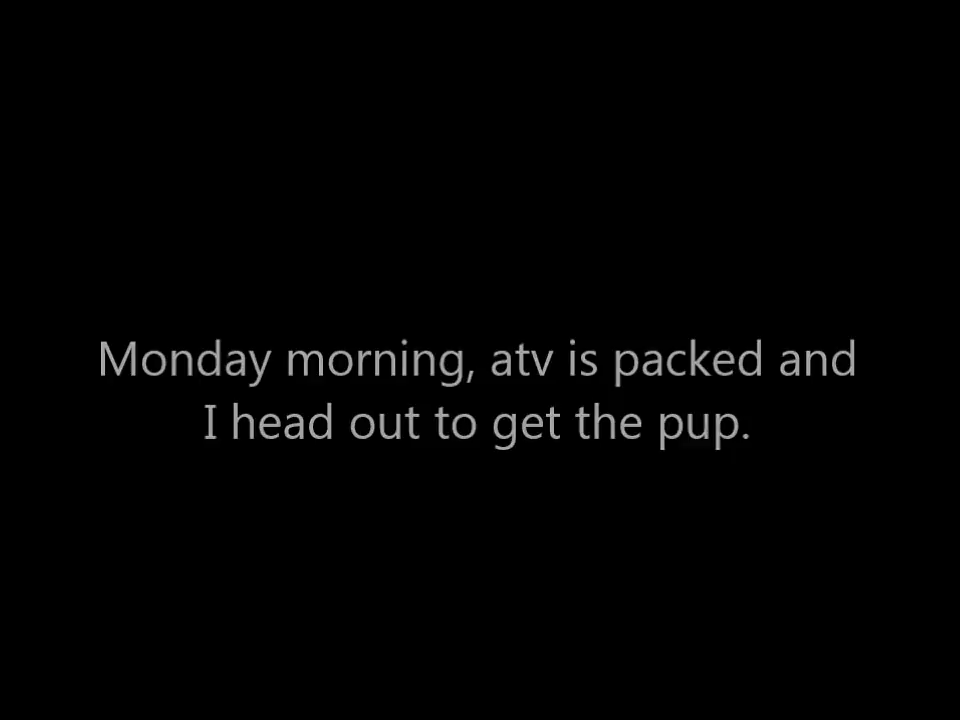 Monday morning, atv is packed and
I head out to get the pup.